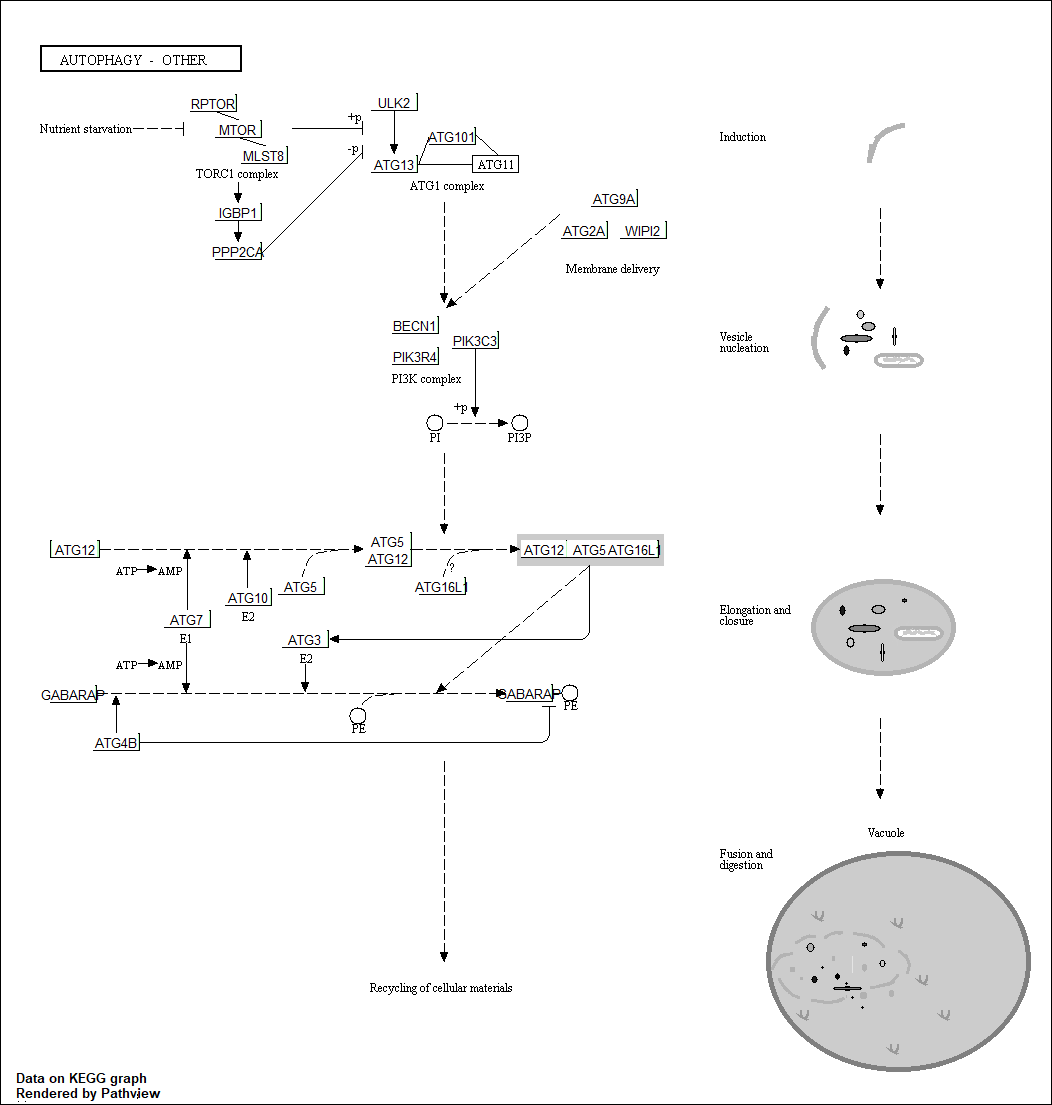 AUTOPHAGY - OTHER
RPTOR
ULK2
Nutrient starvation
MTOR
+p
-p
ATG101
MLST8
ATG13
ATG11
TORC1 complex
ATG1 complex
IGBP1
PPP2CA
ATG9A
ATG2A
WIPI2
Membrane delivery
BECN1
PIK3C3
PIK3R4
PI3K complex
+p
PI
PI3P
ATG12
ATG5
ATG12
ATG12
ATG5
ATG16L1
ATP
AMP
?
ATG5
ATG16L1
ATG10
E2
ATG7
E1
ATG3
E2
ATP
AMP
GABARAP
GABARAP
PE
PE
ATG4B
Recycling of cellular materials
Induction
Vesicle
nucleation
Elongation and
closure
Vacuole
Fusion and
digestion
Data on KEGG graph
Rendered by Pathview